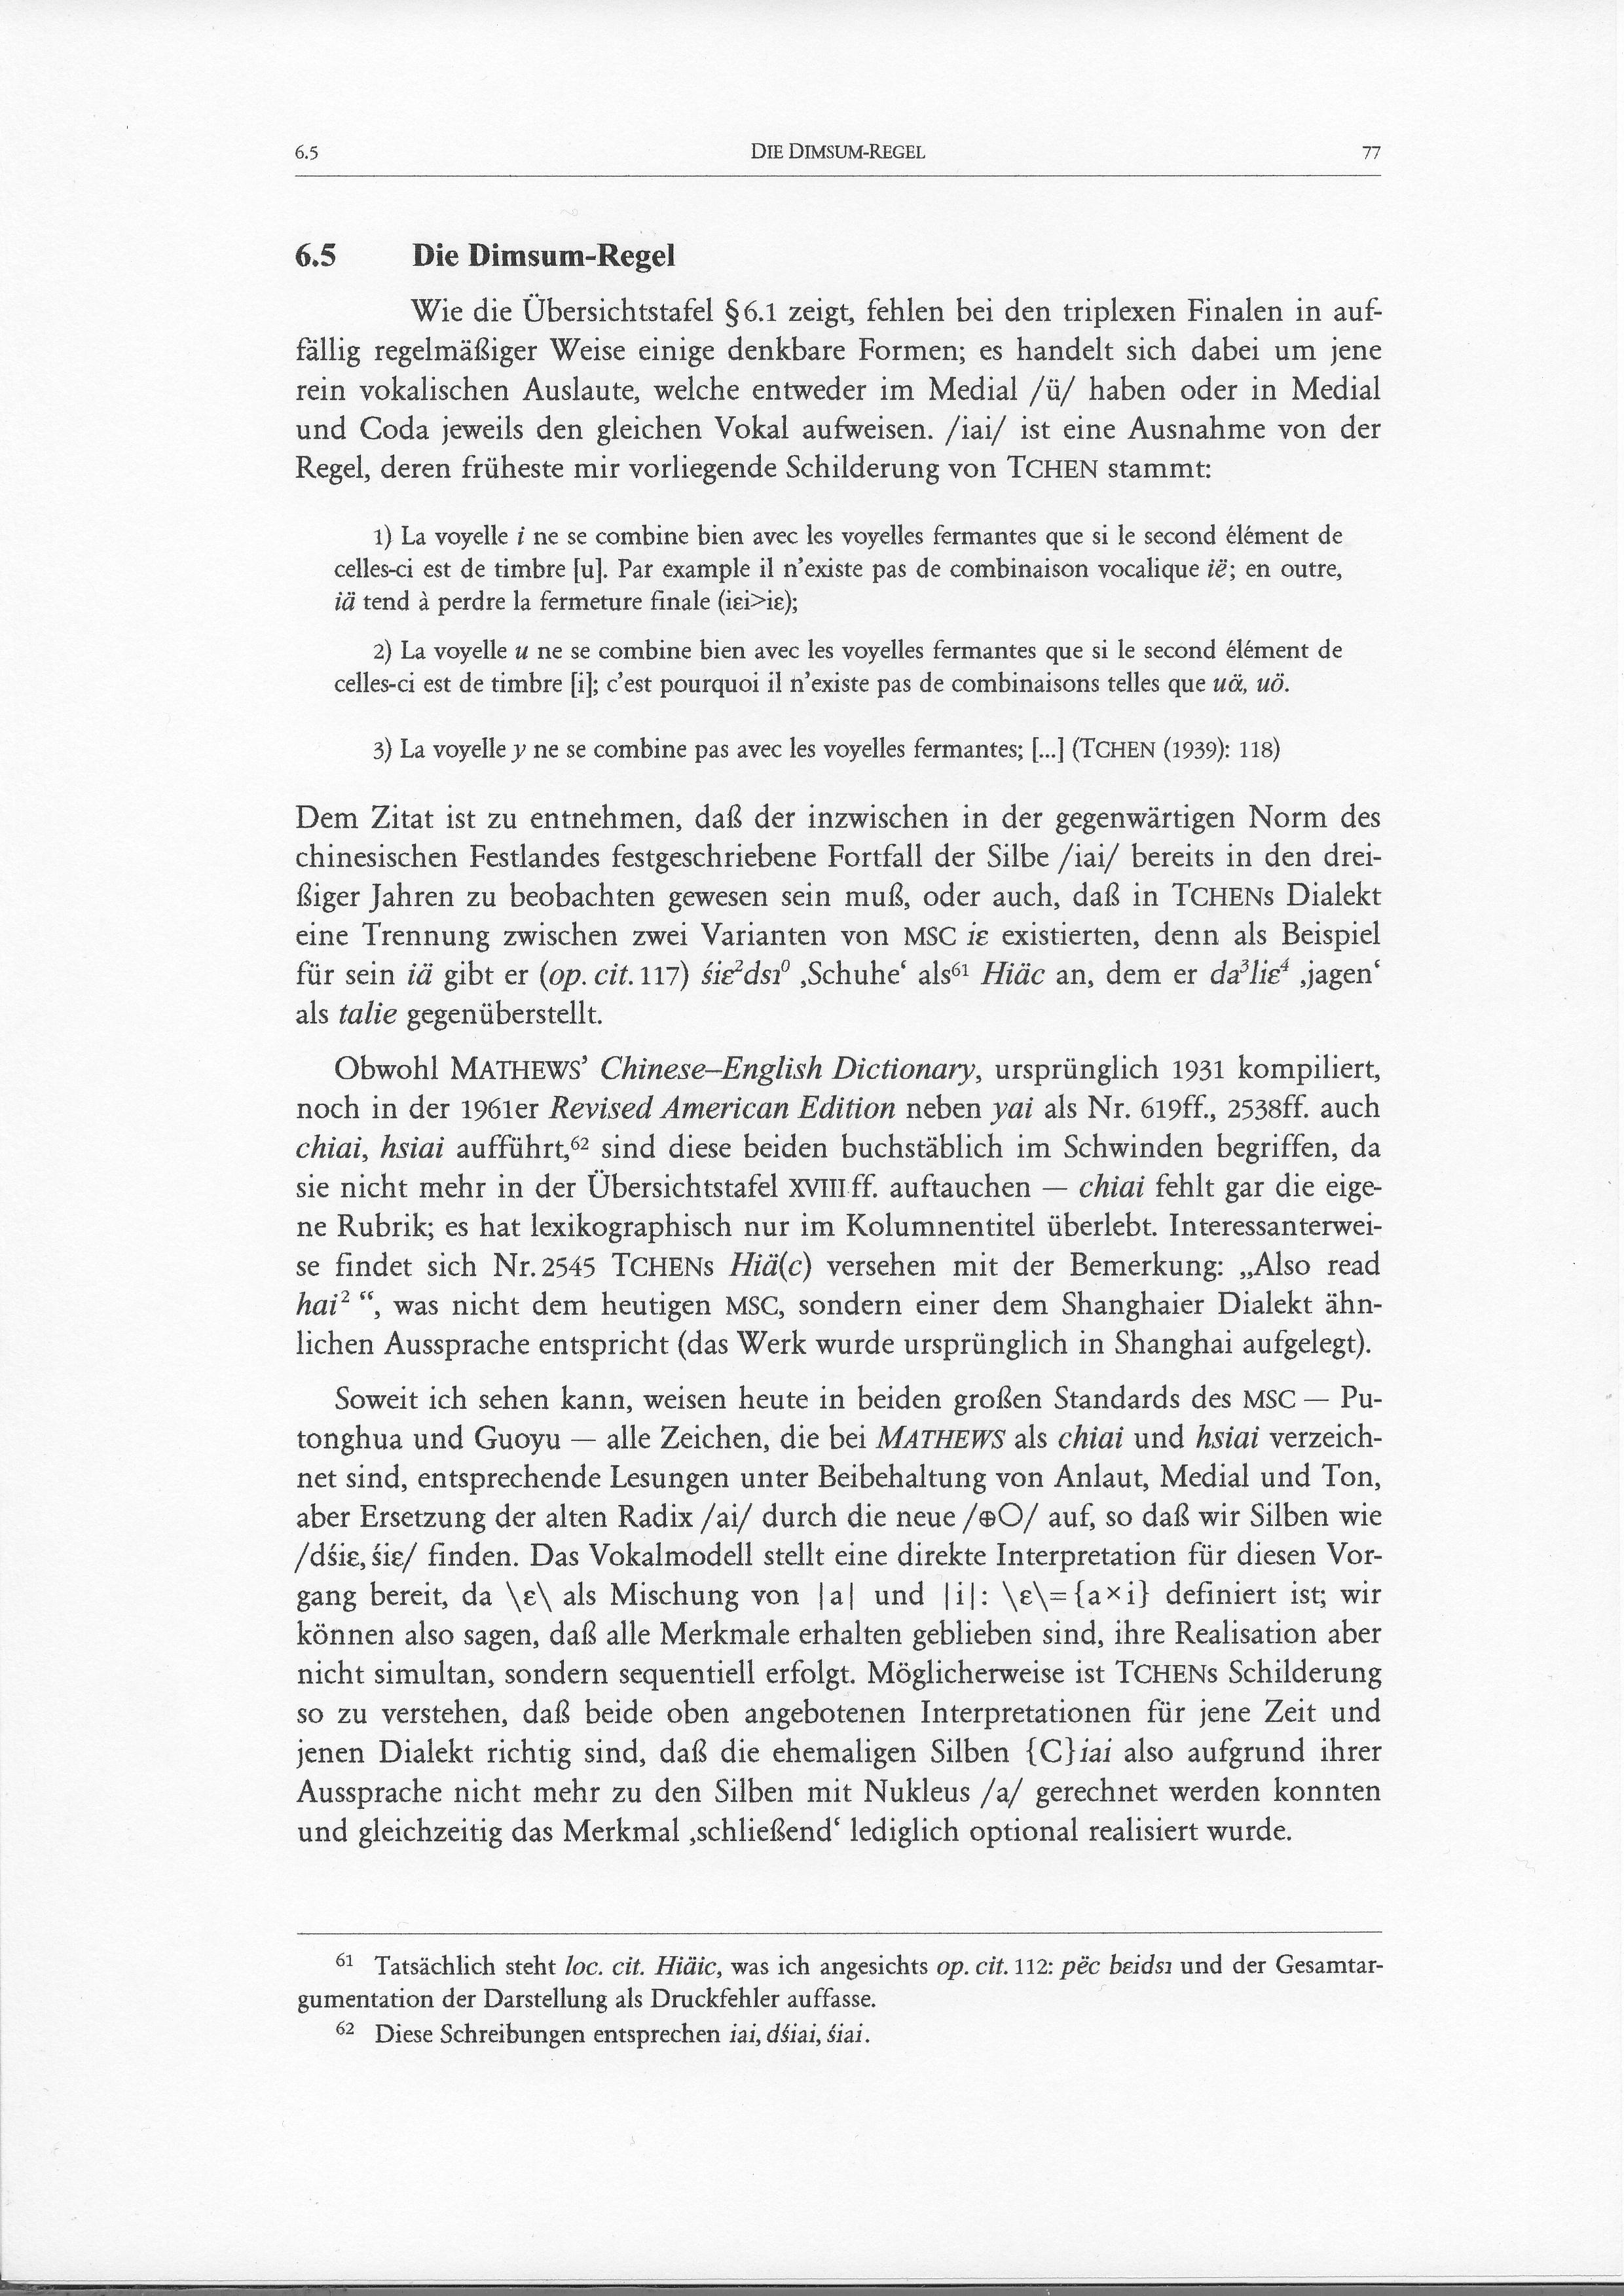 6.5 DIE DIMSUM-REGEL 77
6.5 Die Dimsum-Regel
Wie die Übersichtstafel § 6.1 zeigt, fehlen bei den triplexen Finalen in auf-
fällig regelmäßiger Weise einige denkbare Formen; es handelt sich dabei um jene
rein vokalischen Auslaute, welche entweder im Medial /ü/ haben oder in Medial
und Coda jeweils den gleichen Vokal aufweisen. /iai/ ist eine Ausnahme von der
Regel, deren früheste mir vorliegende Schilderung von TCHEN stammt:
1) La voyelle i ne se combine bien avec les voyelles fermantes que si le second élément de
celles-ci est de timbre [u]. Par example il n’existe pas de combinaison vocalique ië; en outre,
iä tend à perdre la fermeture finale (iɛi>iɛ);
2) La voyelle u ne se combine bien avec les voyelles fermantes que si le second élément de
celles-ci est de timbre [i]; c’est pourquoi il n’existe pas de combinaisons telles que uä, uö.
3) La voyelle y ne se combine pas avec les voyelles fermantes; [...] (TCHEN (1939): 118)
Dem Zitat ist zu entnehmen, daß der inzwischen in der gegenwärtigen Norm des
chinesischen Festlandes festgeschriebene Fortfall der Silbe /iai/ bereits in den drei-
ßiger Jahren zu beobachten gewesen sein muß, oder auch, daß in TCHENs Dialekt
eine Trennung zwischen zwei Varianten von MSC iɛ existierten, denn als Beispiel
für sein iä gibt er (op. cit. 117) śiɛ²dsı⁰ ‚Schuhe‘ als⁶¹ Hiäc an, dem er da³liɛ⁴ ‚jagen‘
als talie gegenüberstellt.
Obwohl MATHEWS’ Chinese–English Dictionary, ursprünglich 1931 kompiliert,
noch in der 1961er Revised American Edition neben yai als Nr. 619ff., 2538ff. auch
chiai, hsiai aufführt,⁶² sind diese beiden buchstäblich im Schwinden begriffen, da
sie nicht mehr in der Übersichtstafel XVIII ff. auftauchen — chiai fehlt gar die eige-
ne Rubrik; es hat lexikographisch nur im Kolumnentitel überlebt. Interessanterwei-
se findet sich Nr. 2545 TCHENs Hiä(c) versehen mit der Bemerkung: „Also read
hai² “, was nicht dem heutigen MSC, sondern einer dem Shanghaier Dialekt ähn-
lichen Aussprache entspricht (das Werk wurde ursprünglich in Shanghai aufgelegt).
Soweit ich sehen kann, weisen heute in beiden großen Standards des MSC — Pu-
tonghua und Guoyu — alle Zeichen, die bei MATHEWS als chiai und hsiai verzeich-
net sind, entsprechende Lesungen unter Beibehaltung von Anlaut, Medial und Ton,
aber Ersetzung der alten Radix /ai/ durch die neue /⊕○/ auf, so daß wir Silben wie
/dśiɛ, śiɛ/ finden. Das Vokalmodell stellt eine direkte Interpretation für diesen Vor-
gang bereit, da \ɛ\ als Mischung von |a| und |i|: \ɛ\={a×i} definiert ist; wir
können also sagen, daß alle Merkmale erhalten geblieben sind, ihre Realisation aber
nicht simultan, sondern sequentiell erfolgt. Möglicherweise ist TCHENs Schilderung
so zu verstehen, daß beide oben angebotenen Interpretationen für jene Zeit und
jenen Dialekt richtig sind, daß die ehemaligen Silben {C}iai also aufgrund ihrer
Aussprache nicht mehr zu den Silben mit Nukleus /a/ gerechnet werden konnten
und gleichzeitig das Merkmal ‚schließend‘ lediglich optional realisiert wurde.
⁶¹ Tatsächlich steht loc. cit. Hiäic, was ich angesichts op. cit. 112: pëc bɛidsı und der Gesamtar-
gumentation der Darstellung als Druckfehler auffasse.
⁶² Diese Schreibungen entsprechen iai, dśiai, śiai.